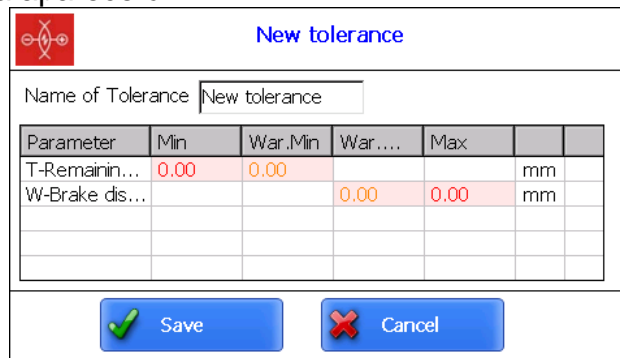 New tolerance
Name of Tolerance New tolerance
Parameter Min War.Min War.... Max
T-Remainin... 0.00 0.00 mm
W-Brake dis... 0.00 0.00 mm
Save Cancel